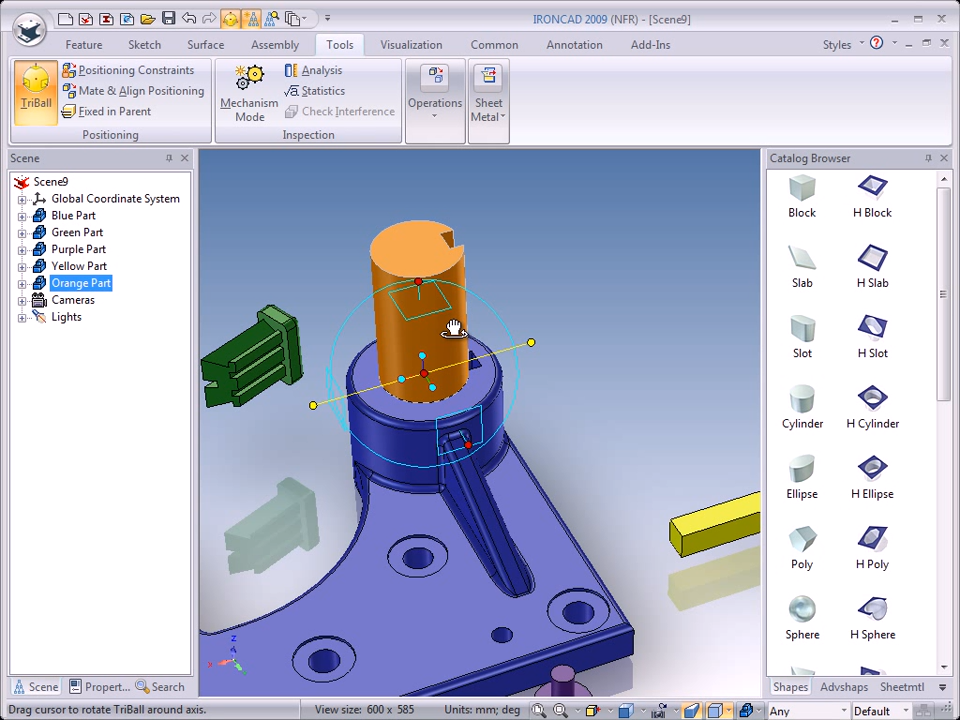 IRONCAD 2009 (NFR) - [Scene9]
Feature
Sketch
Surface
Assembly
Tools
Visualization
Common
Annotation
Add-Ins
Styles
TriBall
Positioning Constraints
Mate & Align Positioning
Fixed in Parent
Positioning
Mechanism
Mode
Analysis
Statistics
Check Interference
Inspection
Operations
Sheet
Metal
Scene
Scene9
Global Coordinate System
Blue Part
Green Part
Purple Part
Yellow Part
Orange Part
Cameras
Lights
Z
Catalog Browser
Block
H Block
Slab
H Slab
Slot
H Slot
Cylinder
H Cylinder
Ellipse
H Ellipse
Poly
H Poly
Sphere
H Sphere
Scene
Propert...
Search
Shapes
Advshaps
Sheetmtl
Drag cursor to rotate TriBall around axis.
View size: 600 x 585
Units: mm; deg
Any
Default